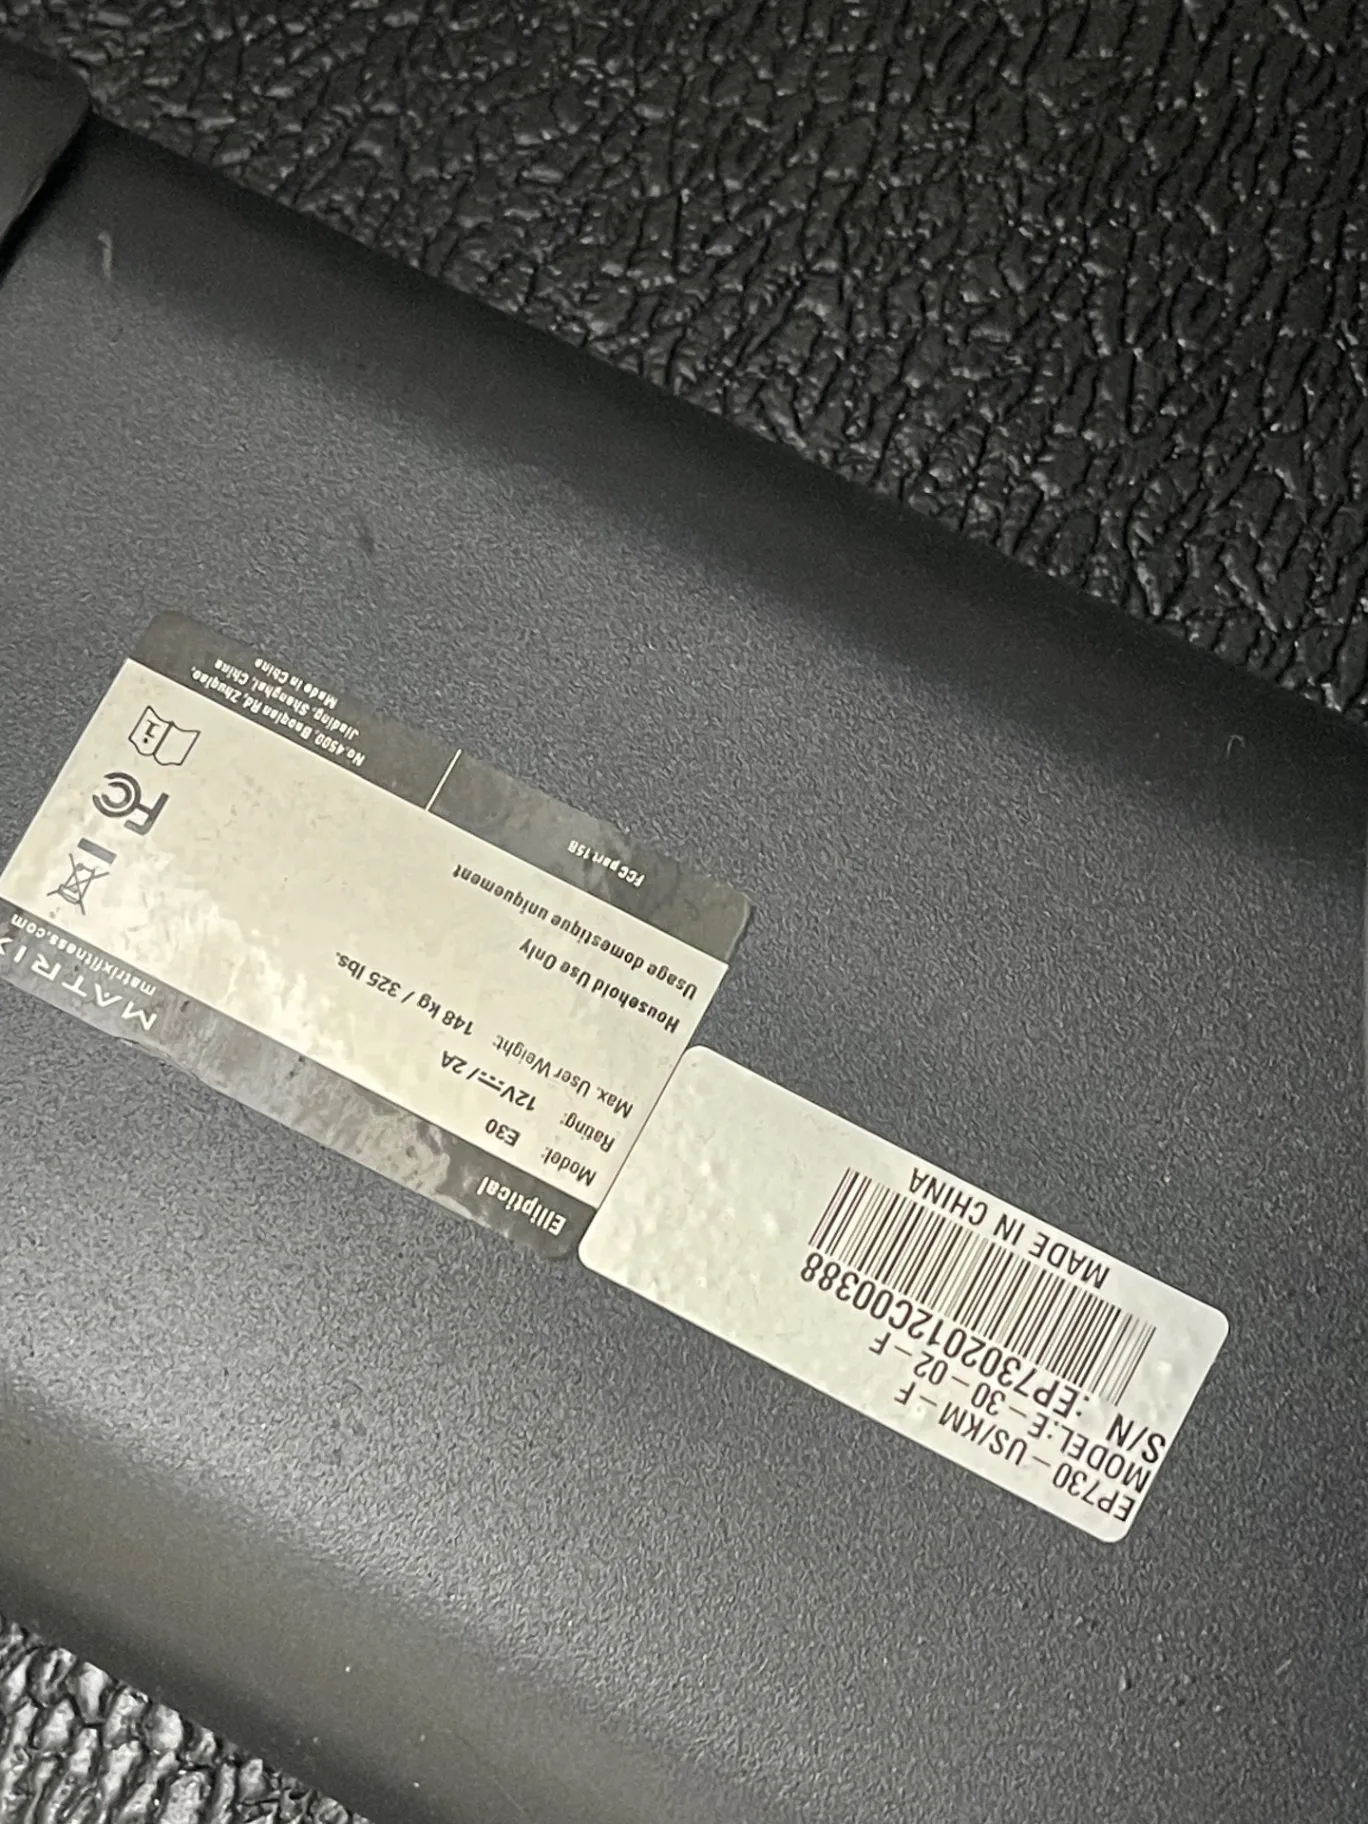 Elliptical
Model: E30
Rating: 12V⎓/ 2A
Max. User Weight: 148 kg / 325 lbs.
Household Use Only
Usage domestique uniquement
FCC part 15B
MATRIX
matrixfitness.com
FC
i
No.4500, Baoqian Rd, Zhuqiao,
Jiading, Shanghai, China
Made in China
EP730 – US/KM – F
MODEL:E – 30 – 02 – F
S/N :EP7302012C00388
MADE IN CHINA